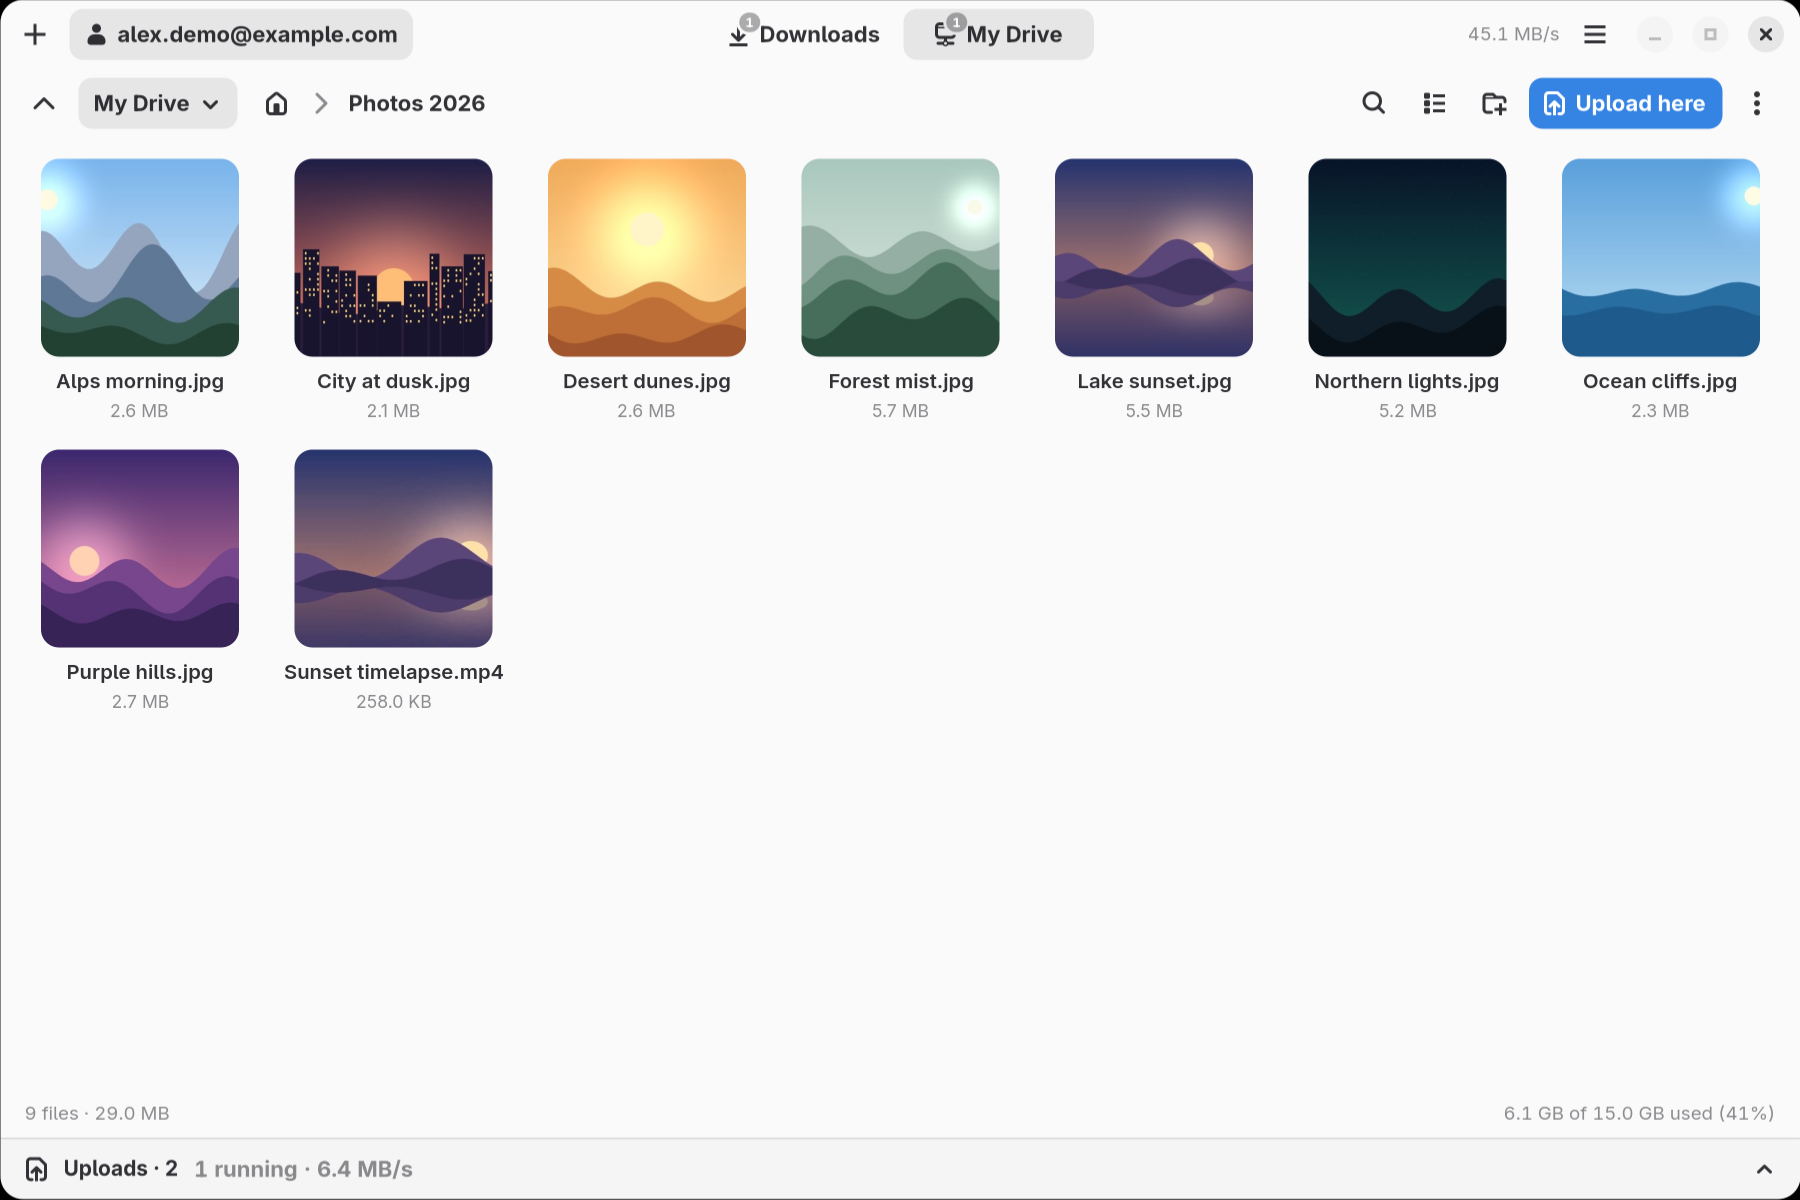 alex.demo@example.com
1
Downloads
1
My Drive
45.1 MB/s
My Drive
Photos 2026
Upload here
Alps morning.jpg
2.6 MB
City at dusk.jpg
2.1 MB
Desert dunes.jpg
2.6 MB
Forest mist.jpg
5.7 MB
Lake sunset.jpg
5.5 MB
Northern lights.jpg
5.2 MB
Ocean cliffs.jpg
2.3 MB
Purple hills.jpg
2.7 MB
Sunset timelapse.mp4
258.0 KB
9 files · 29.0 MB
6.1 GB of 15.0 GB used (41%)
Uploads · 2
1 running · 6.4 MB/s